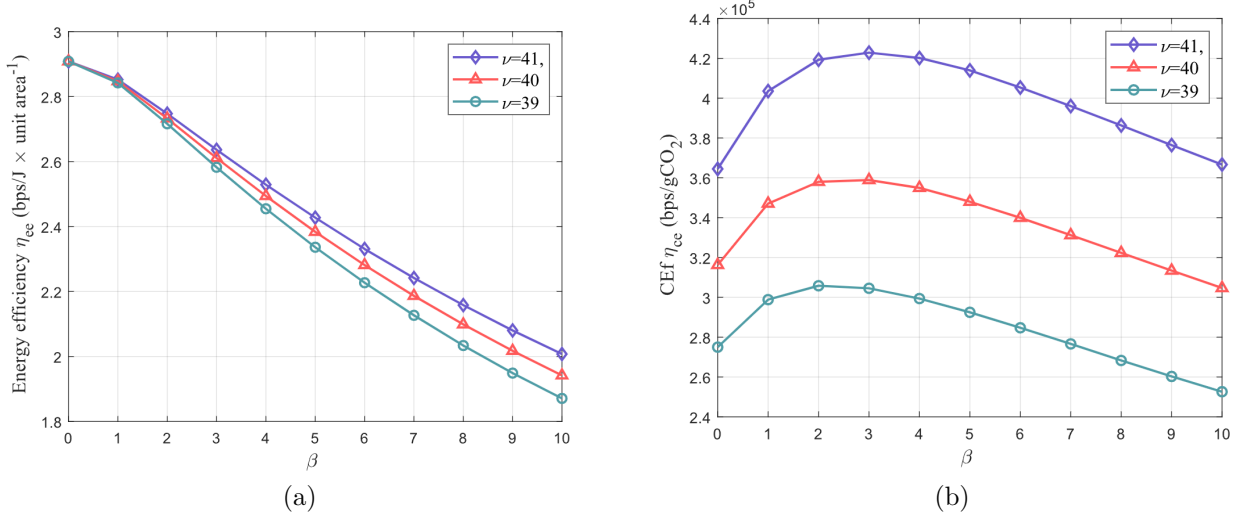 3
2.8
2.6
2.4
2.2
2
1.8
0 1 2 3 4 5 6 7 8 9 10
β
Energy efficiency η_ee (bps/J × unit area⁻¹)
ν=41,
ν=40
ν=39
(a)
×10⁵
4.4
4.2
4
3.8
3.6
3.4
3.2
3
2.8
2.6
2.4
0 1 2 3 4 5 6 7 8 9 10
β
CEf η_ce (bps/gCO₂)
ν=41,
ν=40
ν=39
(b)